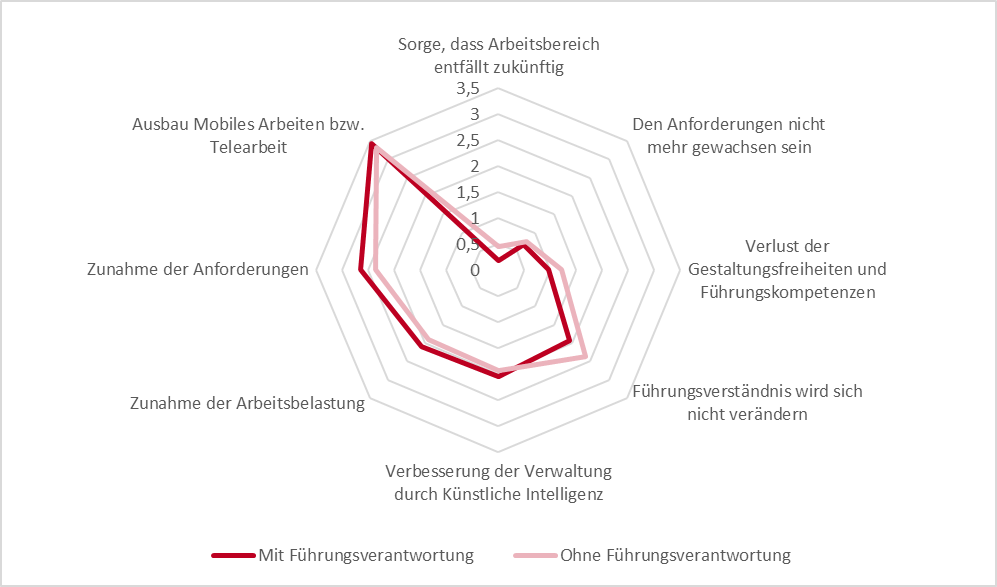 Sorge, dass Arbeitsbereich
entfällt zukünftig
3,5
3
2,5
2
1,5
1
0,5
0
Den Anforderungen nicht
mehr gewachsen sein
Verlust der
Gestaltungsfreiheiten und
Führungskompetenzen
Führungsverständnis wird sich
nicht verändern
Verbesserung der Verwaltung
durch Künstliche Intelligenz
Zunahme der Arbeitsbelastung
Zunahme der Anforderungen
Ausbau Mobiles Arbeiten bzw.
Telearbeit
Mit Führungsverantwortung
Ohne Führungsverantwortung